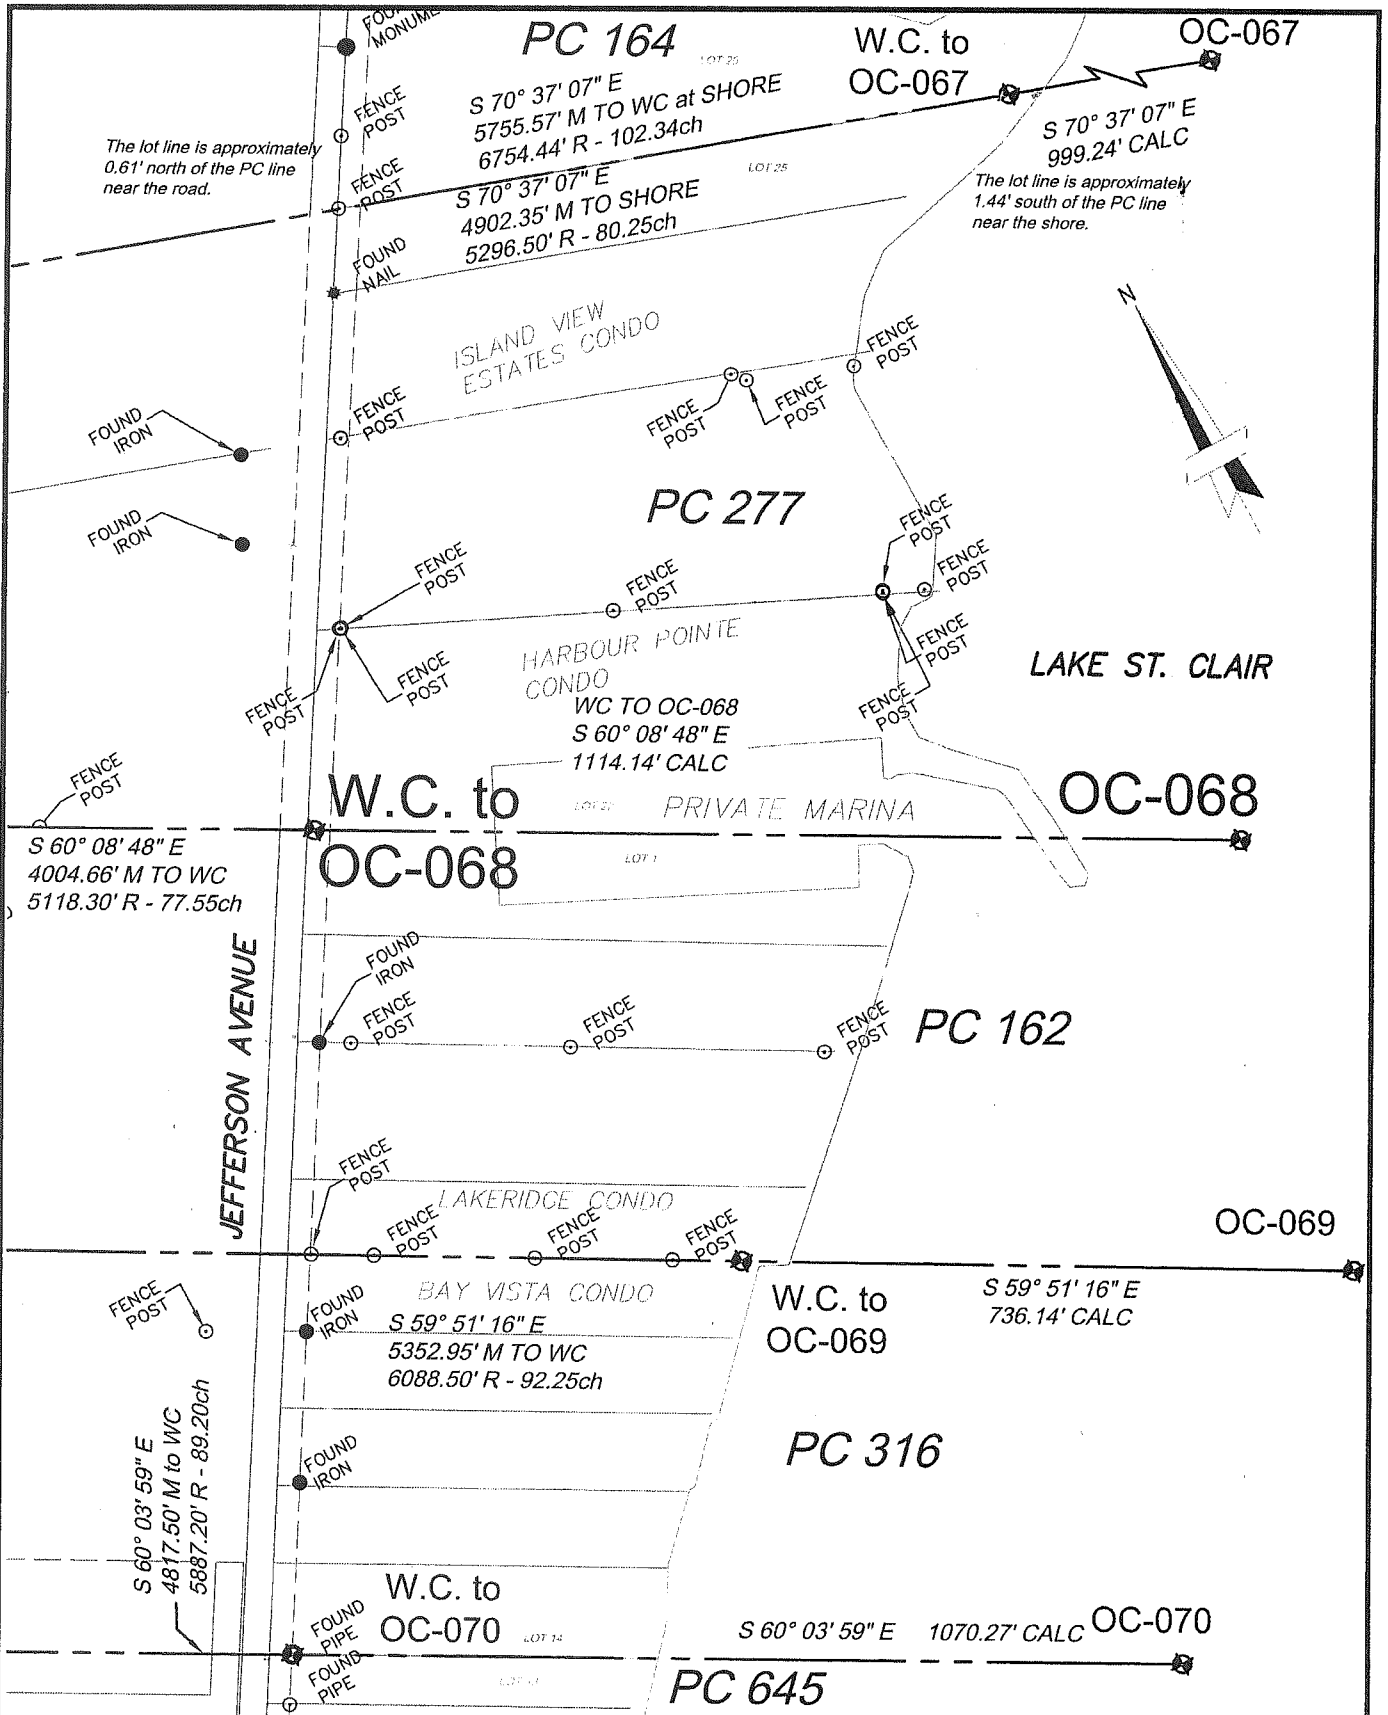 FOUND
MONUME
PC 164
LOT 26
W.C. to
OC-067
OC-067
FENCE
POST
S 70° 37' 07" E
5755.57' M TO WC at SHORE
6754.44' R - 102.34ch
S 70° 37' 07" E
999.24' CALC
The lot line is approximately
0.61' north of the PC line
near the road.
FENCE
POST
LOT 25
The lot line is approximately
1.44' south of the PC line
near the shore.
S 70° 37' 07" E
4902.35' M TO SHORE
5296.50' R - 80.25ch
FOUND
NAIL
N
ISLAND VIEW
ESTATES CONDO
FENCE
POST
FENCE
POST
FENCE
POST
FENCE
POST
FOUND
IRON
PC 277
FOUND
IRON
FENCE
POST
FENCE
POST
FENCE
POST
FENCE
POST
HARBOUR POINTE
CONDO
FENCE
POST
LAKE ST. CLAIR
FENCE
POST
FENCE
POST
FENCE
POST
WC TO OC-068
S 60° 08' 48" E
1114.14' CALC
FENCE
POST
W.C. to
OC-068
PRIVATE MARINA
OC-068
S 60° 08' 48" E
4004.66' M TO WC
5118.30' R - 77.55ch
LOT 1
JEFFERSON AVENUE
FOUND
IRON
FENCE
POST
FENCE
POST
FENCE
POST
PC 162
FENCE
POST
LAKERIDGE CONDO
FENCE
POST
FENCE
POST
FENCE
POST
OC-069
FENCE
POST
BAY VISTA CONDO
FOUND
IRON
S 59° 51' 16" E
5352.95' M TO WC
6088.50' R - 92.25ch
W.C. to
OC-069
S 59° 51' 16" E
736.14' CALC
PC 316
FOUND
IRON
S 60° 03' 59" E
4817.50' M to WC
5887.20' R - 89.20ch
W.C. to
OC-070
FOUND
PIPE
LOT 14
S 60° 03' 59" E 1070.27' CALC
OC-070
FOUND
PIPE
PC 645